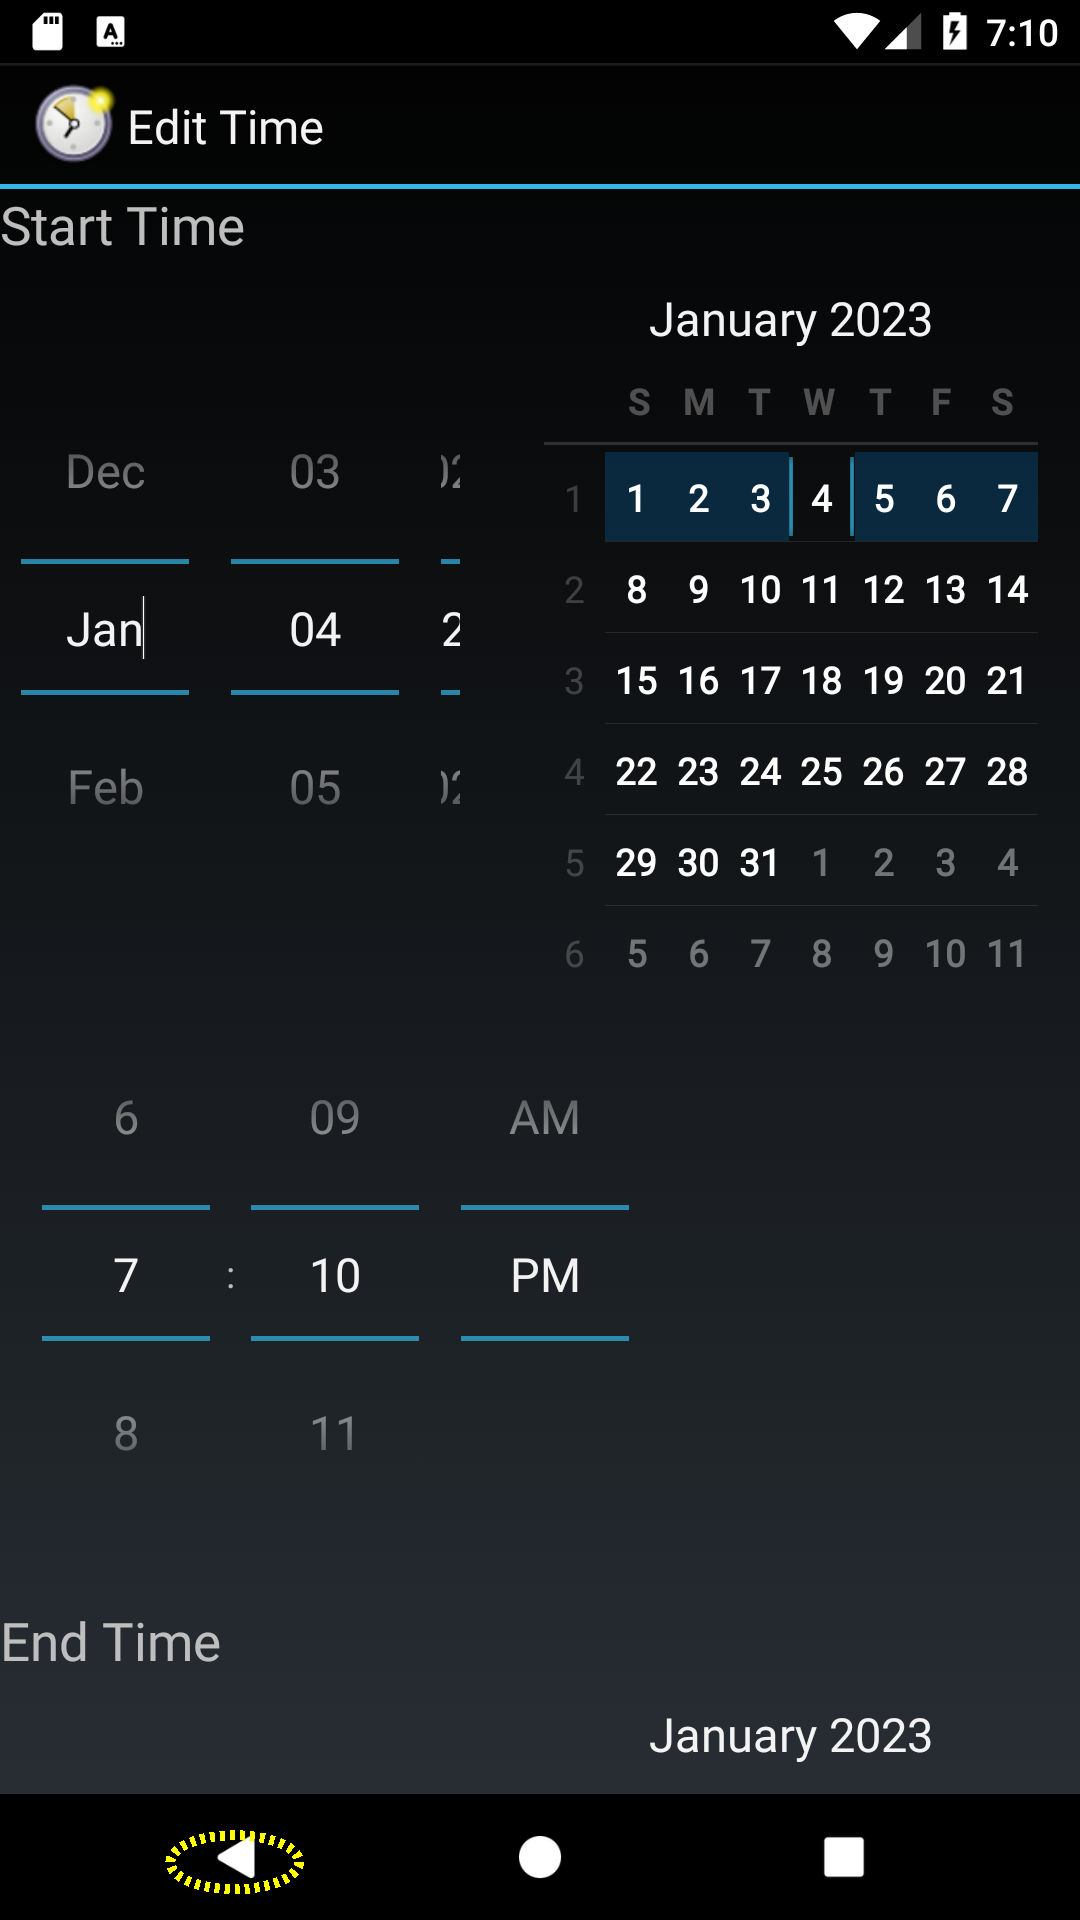 7:10
Edit Time
Start Time
January 2023
S M T W T F S
1 1 2 3 4 5 6 7
2 8 9 10 11 12 13 14
3 15 16 17 18 19 20 21
4 22 23 24 25 26 27 28
5 29 30 31 1 2 3 4
6 5 6 7 8 9 10 11
Dec 03
Jan 04 2
Feb 05
6 09 AM
7 : 10 PM
8 11
End Time
January 2023